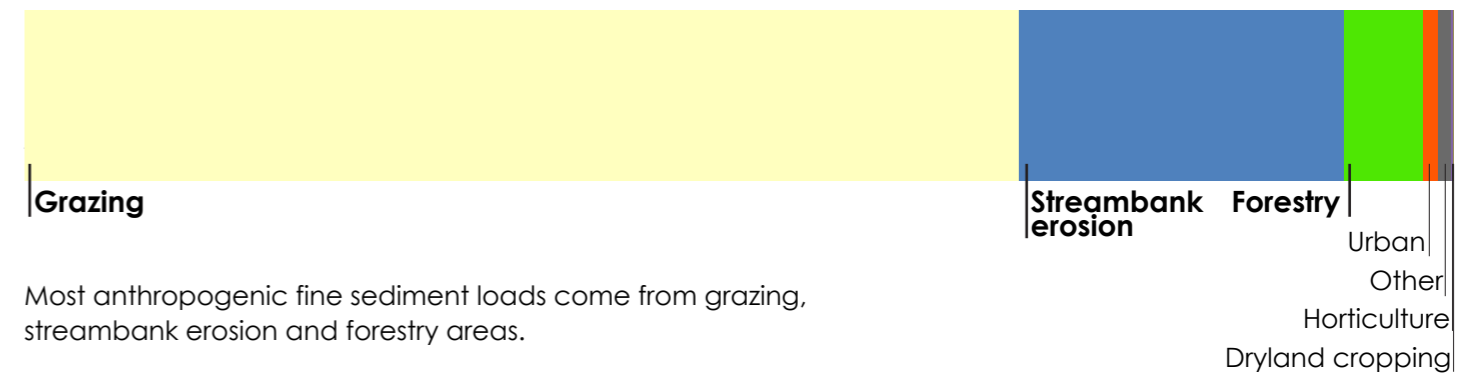 Grazing
Streambank
erosion
Forestry
Urban
Other
Horticulture
Dryland cropping
Most anthropogenic fine sediment loads come from grazing,
streambank erosion and forestry areas.